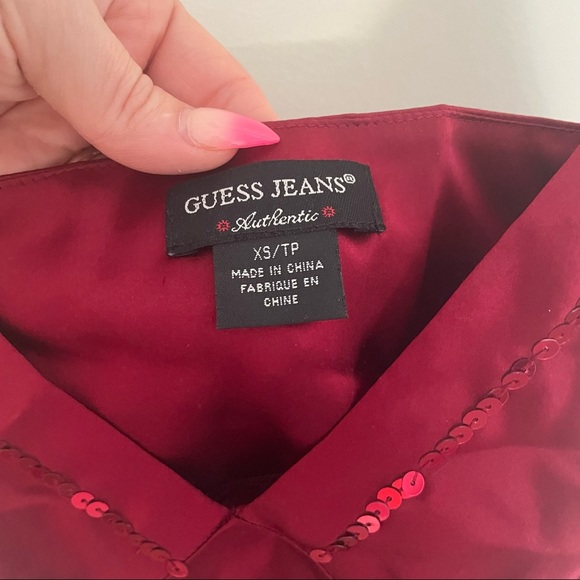 GUESS JEANS®
Authentic
XS/TP
MADE IN CHINA
FABRIQUE EN
CHINE